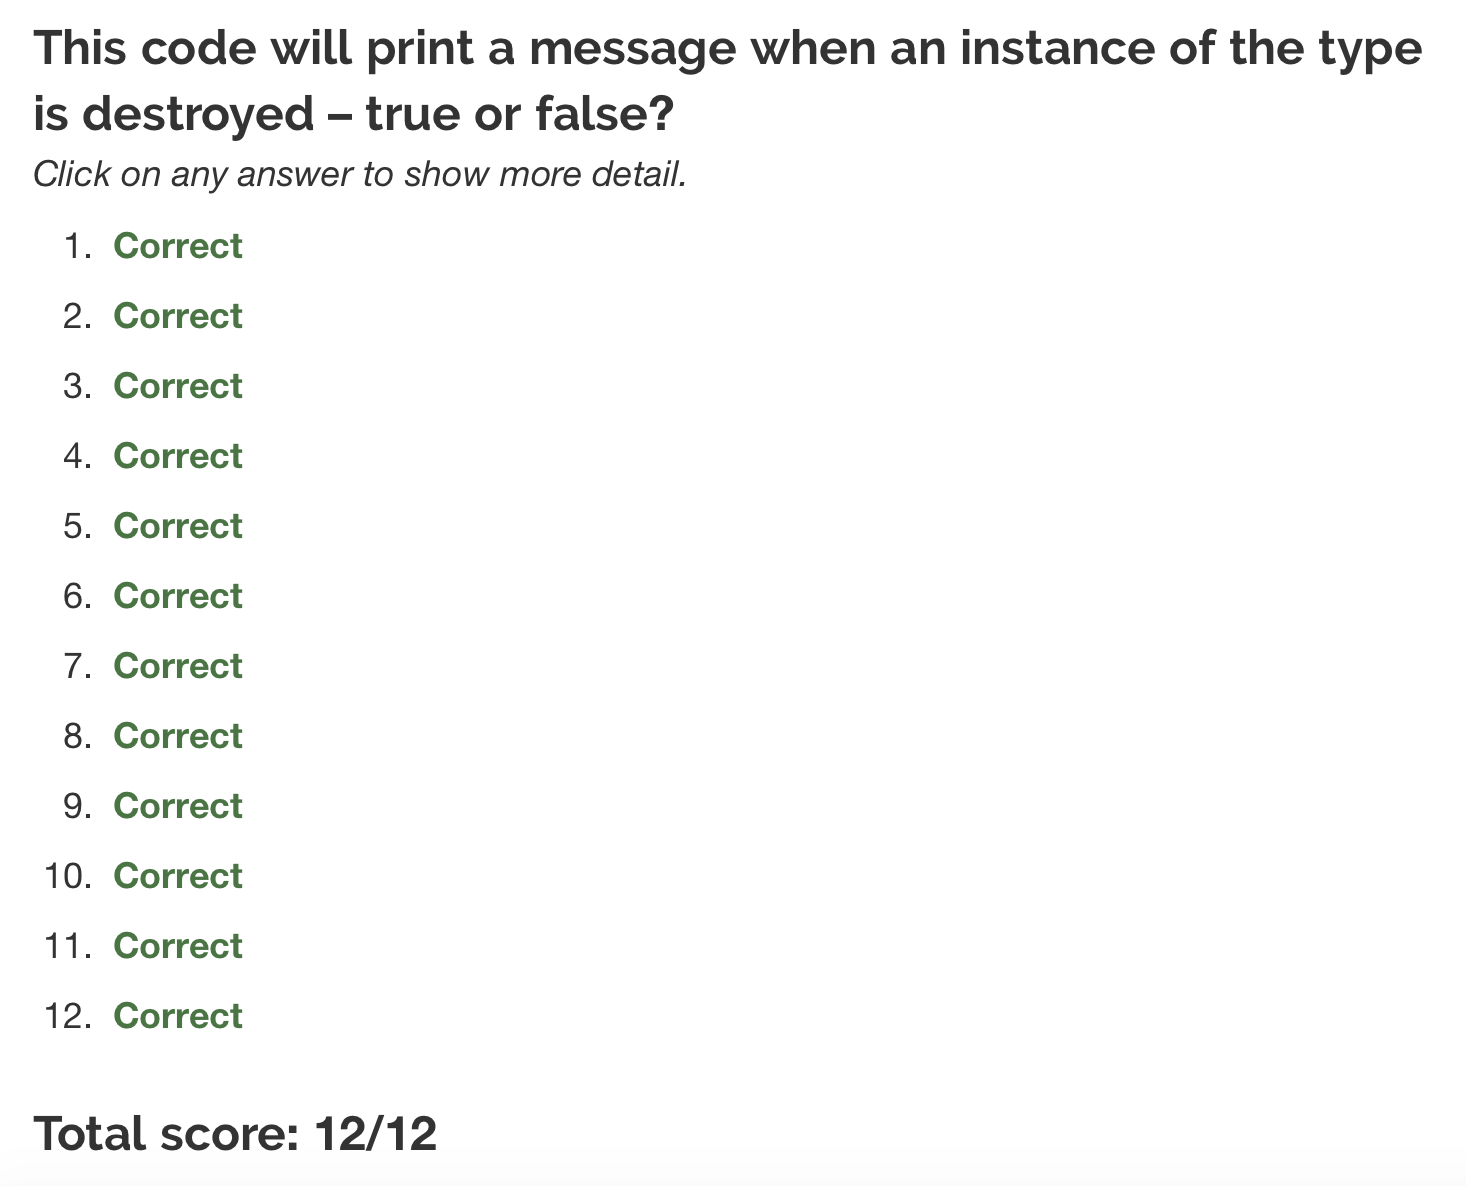 This code will print a message when an instance of the type
is destroyed – true or false?
Click on any answer to show more detail.
1. Correct
2. Correct
3. Correct
4. Correct
5. Correct
6. Correct
7. Correct
8. Correct
9. Correct
10. Correct
11. Correct
12. Correct
Total score: 12/12